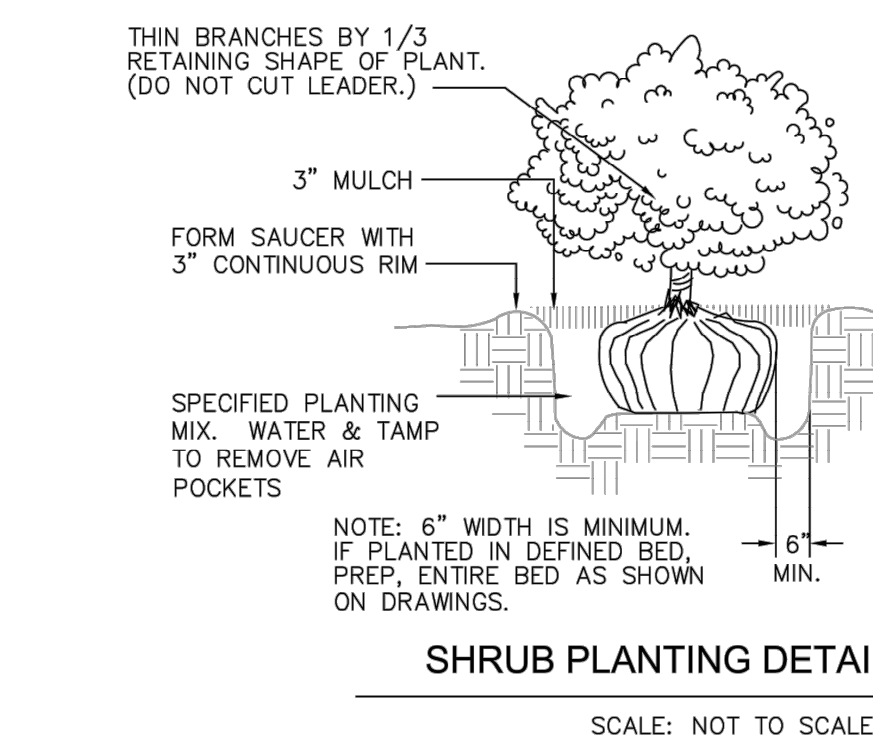 THIN BRANCHES BY 1/3
RETAINING SHAPE OF PLANT.
(DO NOT CUT LEADER.)
3" MULCH
FORM SAUCER WITH
3" CONTINUOUS RIM
SPECIFIED PLANTING
MIX. WATER & TAMP
TO REMOVE AIR
POCKETS
NOTE: 6" WIDTH IS MINIMUM.
IF PLANTED IN DEFINED BED,
PREP, ENTIRE BED AS SHOWN
ON DRAWINGS.
6"
MIN.
SHRUB PLANTING DETAI
SCALE: NOT TO SCALE